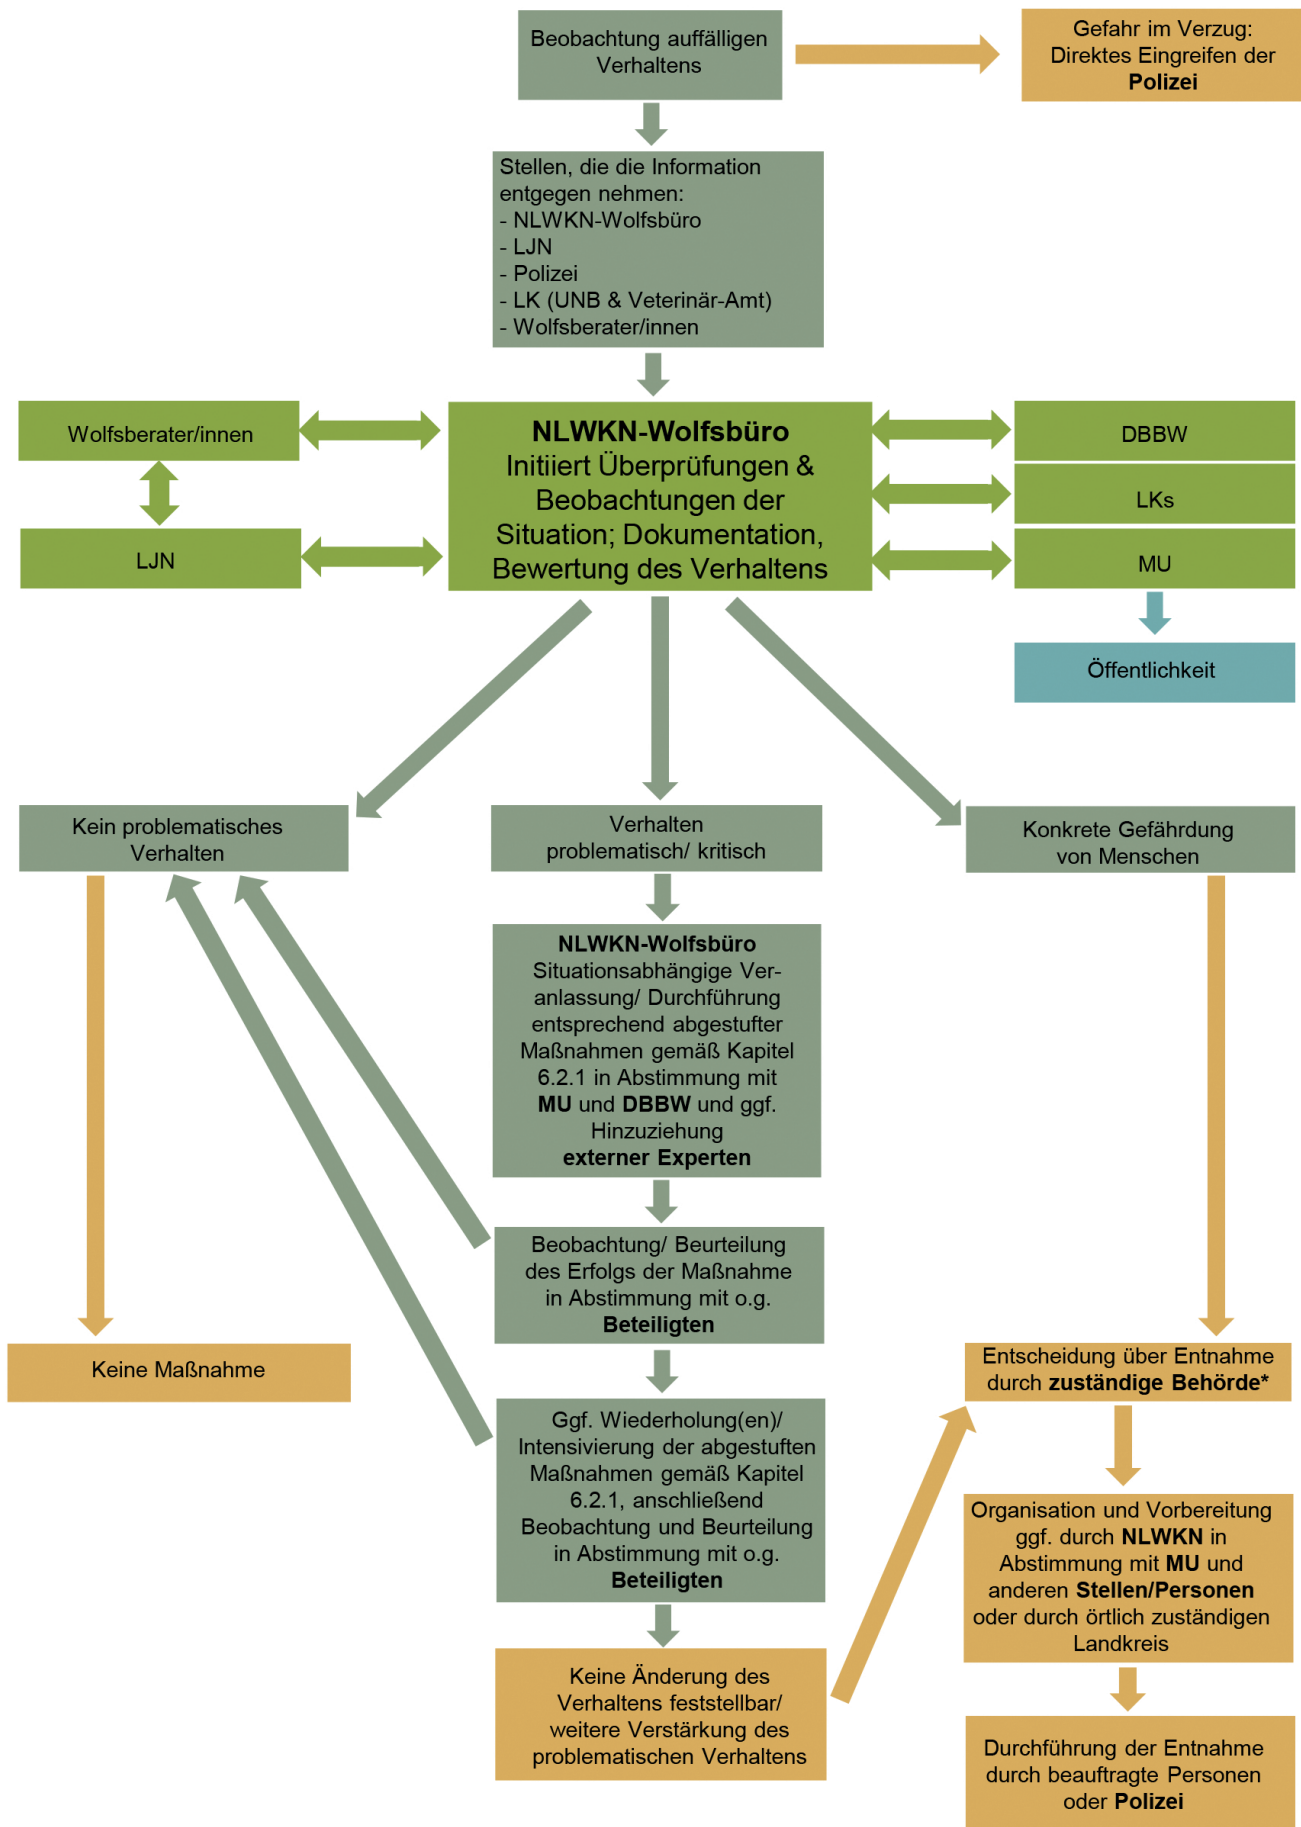 Beobachtung auffälligen
Verhaltens
Gefahr im Verzug:
Direktes Eingreifen der
Polizei
Stellen, die die Information
entgegen nehmen:
- NLWKN-Wolfsbüro
- LJN
- Polizei
- LK (UNB & Veterinär-Amt)
- Wolfsberater/innen
Wolfsberater/innen
LJN
NLWKN-Wolfsbüro
Initiiert Überprüfungen &
Beobachtungen der
Situation; Dokumentation,
Bewertung des Verhaltens
DBBW
LKs
MU
Öffentlichkeit
Kein problematisches
Verhalten
Verhalten
problematisch/ kritisch
Konkrete Gefährdung
von Menschen
NLWKN-Wolfsbüro
Situationsabhängige Ver-
anlassung/ Durchführung
entsprechend abgestufter
Maßnahmen gemäß Kapitel
6.2.1 in Abstimmung mit
MU und DBBW und ggf.
Hinzuziehung
externer Experten
Beobachtung/ Beurteilung
des Erfolgs der Maßnahme
in Abstimmung mit o.g.
Beteiligten
Keine Maßnahme
Entscheidung über Entnahme
durch zuständige Behörde*
Ggf. Wiederholung(en)/
Intensivierung der abgestuften
Maßnahmen gemäß Kapitel
6.2.1, anschließend
Beobachtung und Beurteilung
in Abstimmung mit o.g.
Beteiligten
Organisation und Vorbereitung
ggf. durch NLWKN in
Abstimmung mit MU und
anderen Stellen/Personen
oder durch örtlich zuständigen
Landkreis
Keine Änderung des
Verhaltens feststellbar/
weitere Verstärkung des
problematischen Verhaltens
Durchführung der Entnahme
durch beauftragte Personen
oder Polizei